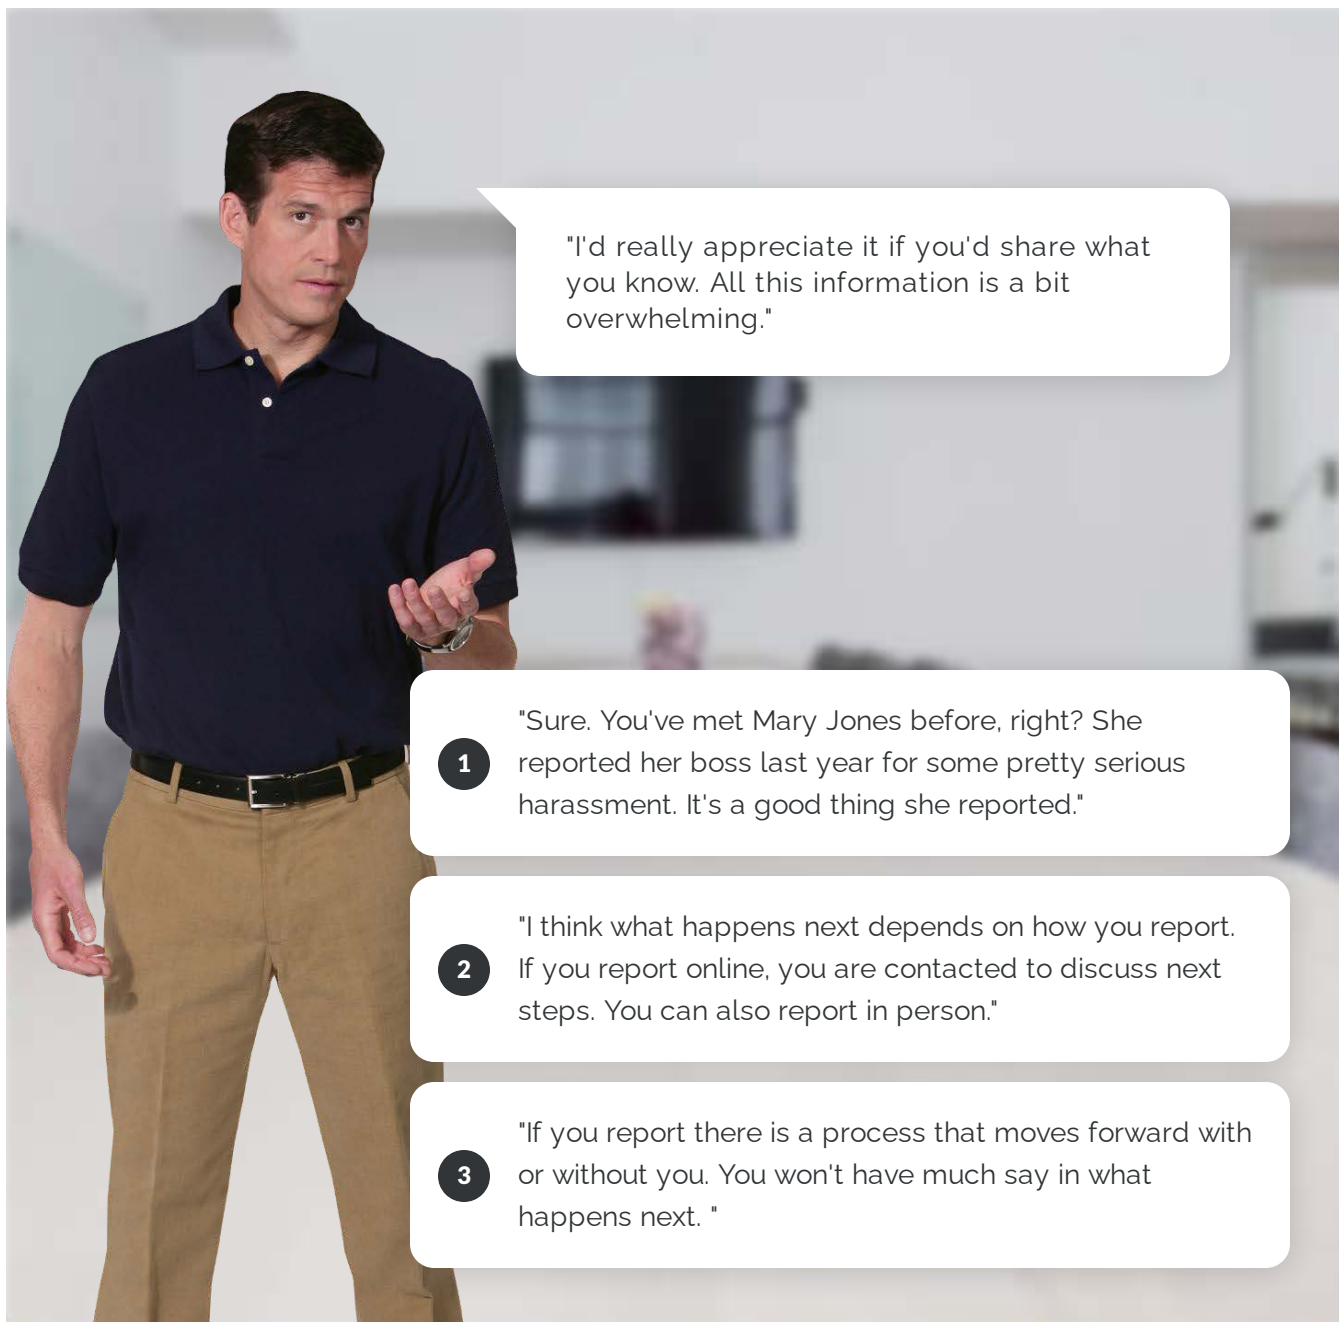 "I'd really appreciate it if you'd share what
you know. All this information is a bit
overwhelming."
1
"Sure. You've met Mary Jones before, right? She
reported her boss last year for some pretty serious
harassment. It's a good thing she reported."
2
"I think what happens next depends on how you report.
If you report online, you are contacted to discuss next
steps. You can also report in person."
3
"If you report there is a process that moves forward with
or without you. You won't have much say in what
happens next. "